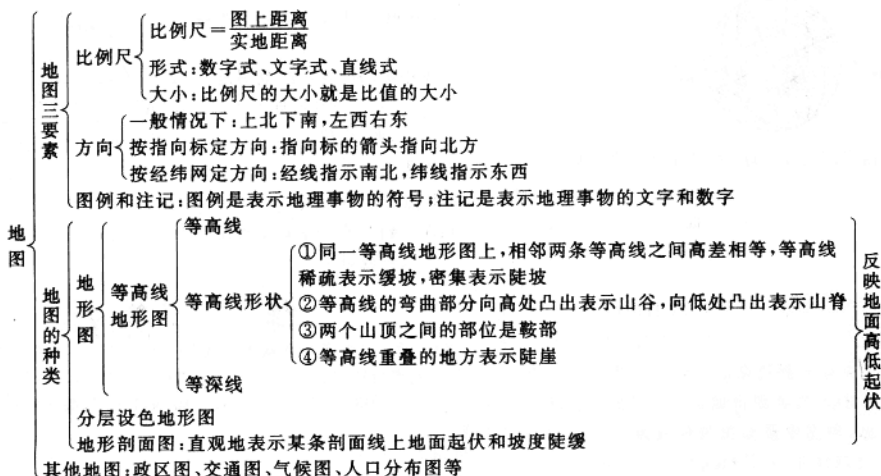 比例尺=图上距离/实地距离
比例尺
形式:数字式、文字式、直线式
大小:比例尺的大小就是比值的大小
地图三要素
一般情况下:上北下南,左西右东
方向
按指向标定方向:指向标的箭头指向北方
按经纬网定方向:经线指示南北,纬线指示东西
图例和注记:图例是表示地理事物的符号;注记是表示地理事物的文字和数字
地图
地图的种类
地形图
等高线地形图
等高线
等高线形状
①同一等高线地形图上,相邻两条等高线之间高差相等,等高线
稀疏表示缓坡,密集表示陡坡
②等高线的弯曲部分向高处凸出表示山谷,向低处凸出表示山脊
③两个山顶之间的部位是鞍部
④等高线重叠的地方表示陡崖
等深线
反映地面高低起伏
分层设色地形图
地形剖面图:直观地表示某条剖面线上地面起伏和坡度陡缓
其他地图:政区图、交通图、气候图、人口分布图等